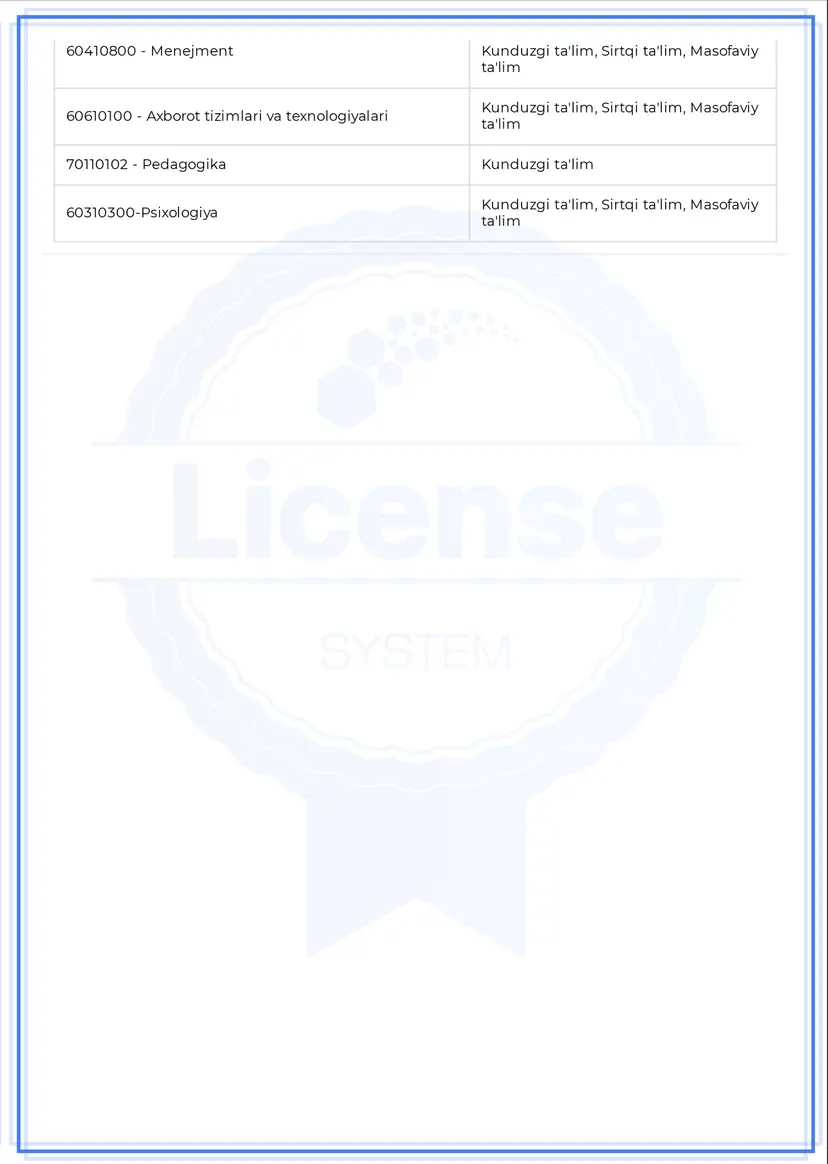 60410800 - Menejment
Kunduzgi ta'lim, Sirtqi ta'lim, Masofaviy
ta'lim
60610100 - Axborot tizimlari va texnologiyalari
Kunduzgi ta'lim, Sirtqi ta'lim, Masofaviy
ta'lim
70110102 - Pedagogika
Kunduzgi ta'lim
60310300-Psixologiya
Kunduzgi ta'lim, Sirtqi ta'lim, Masofaviy
ta'lim
License
SYSTEM